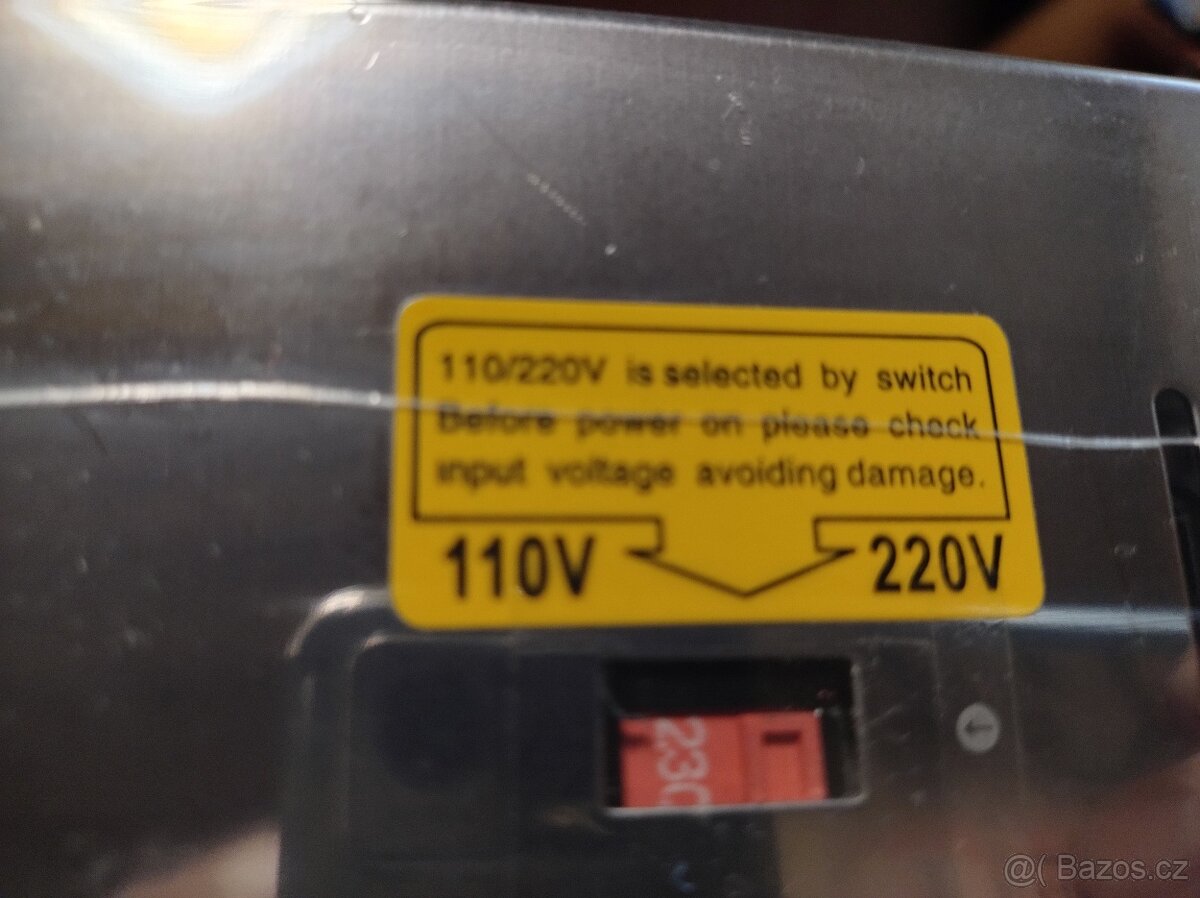 110/220V is selected by switch
Before power on please check
input voltage avoiding damage.
110V 220V
230
@( Bazos.cz